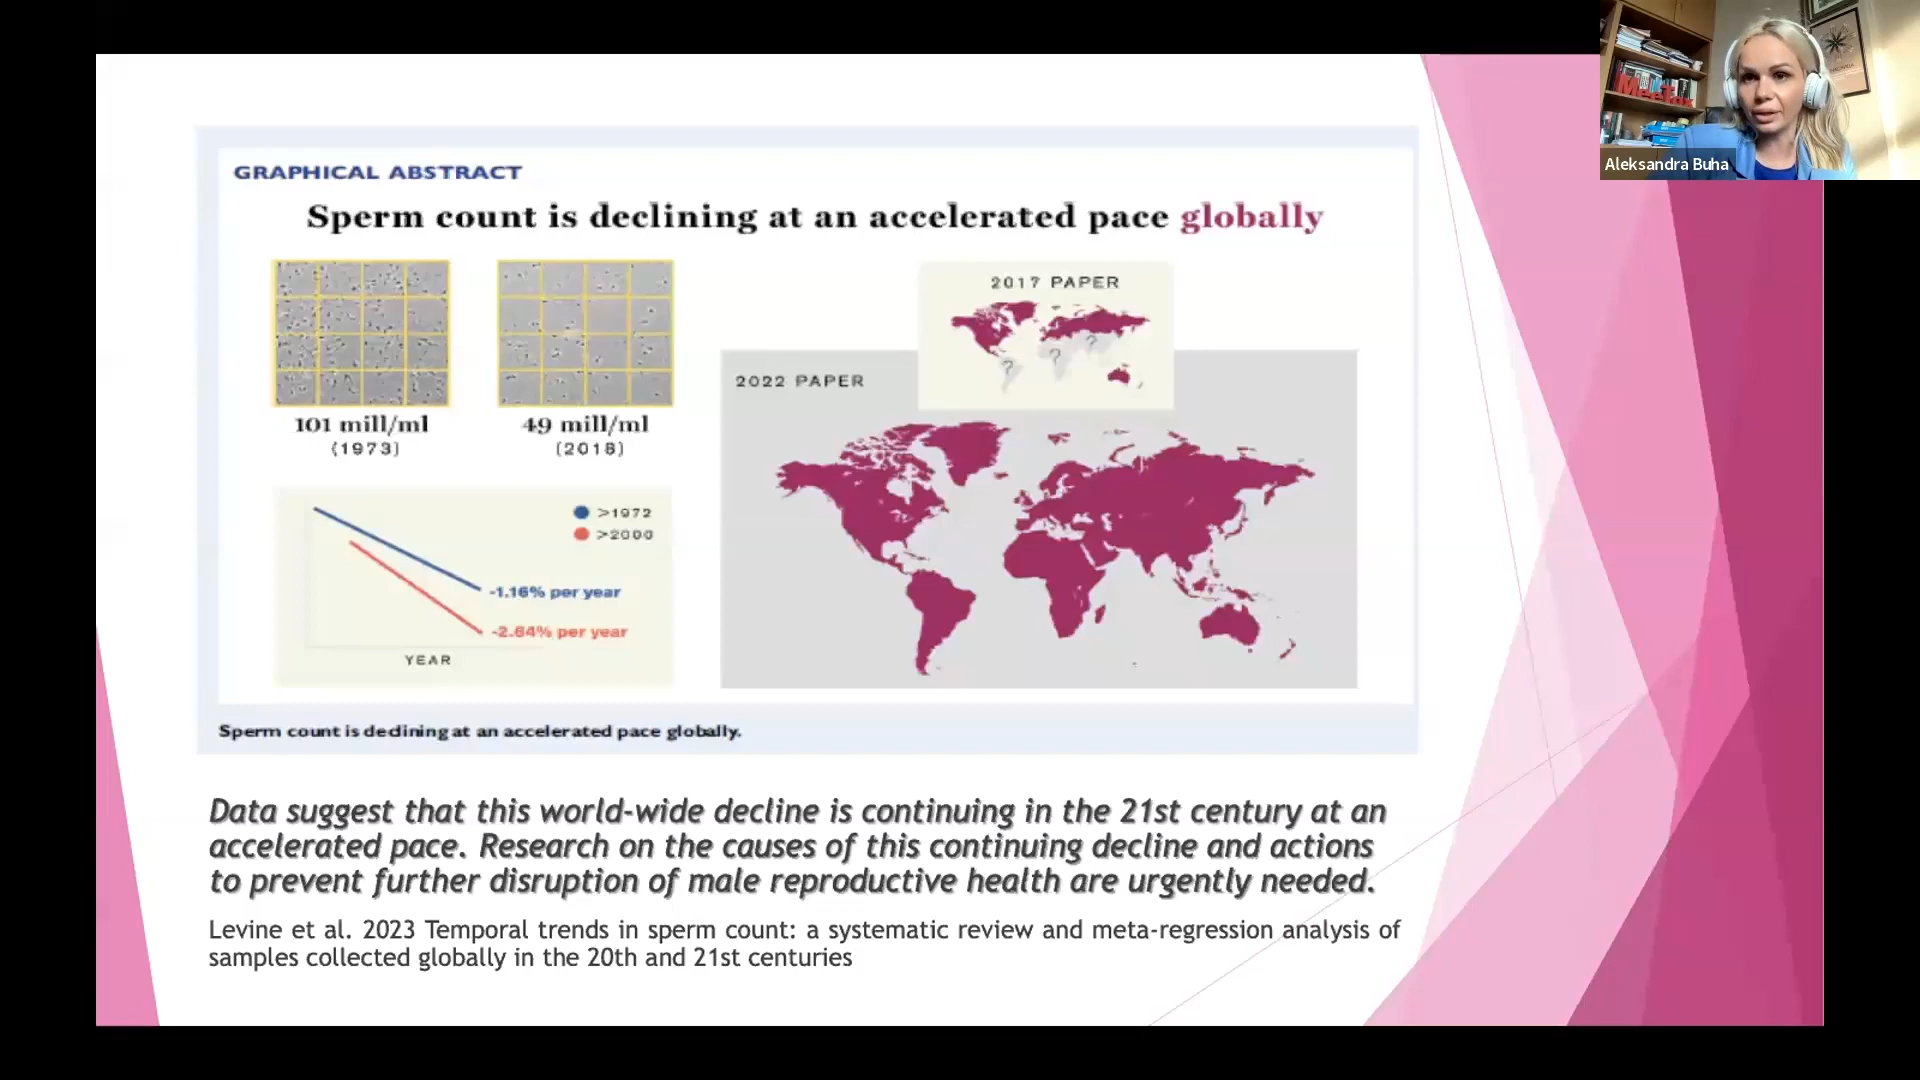 GRAPHICAL ABSTRACT
Sperm count is declining at an accelerated pace globally
101 mill/ml
(1973)
49 mill/ml
(2018)
>1972
>2000
-1.16% per year
-2.64% per year
YEAR
2017 PAPER
? ? ?
2022 PAPER
Sperm count is declining at an accelerated pace globally.
Data suggest that this world-wide decline is continuing in the 21st century at an
accelerated pace. Research on the causes of this continuing decline and actions
to prevent further disruption of male reproductive health are urgently needed.
Levine et al. 2023 Temporal trends in sperm count: a systematic review and meta-regression analysis of
samples collected globally in the 20th and 21st centuries
MeeTox
Aleksandra Buha